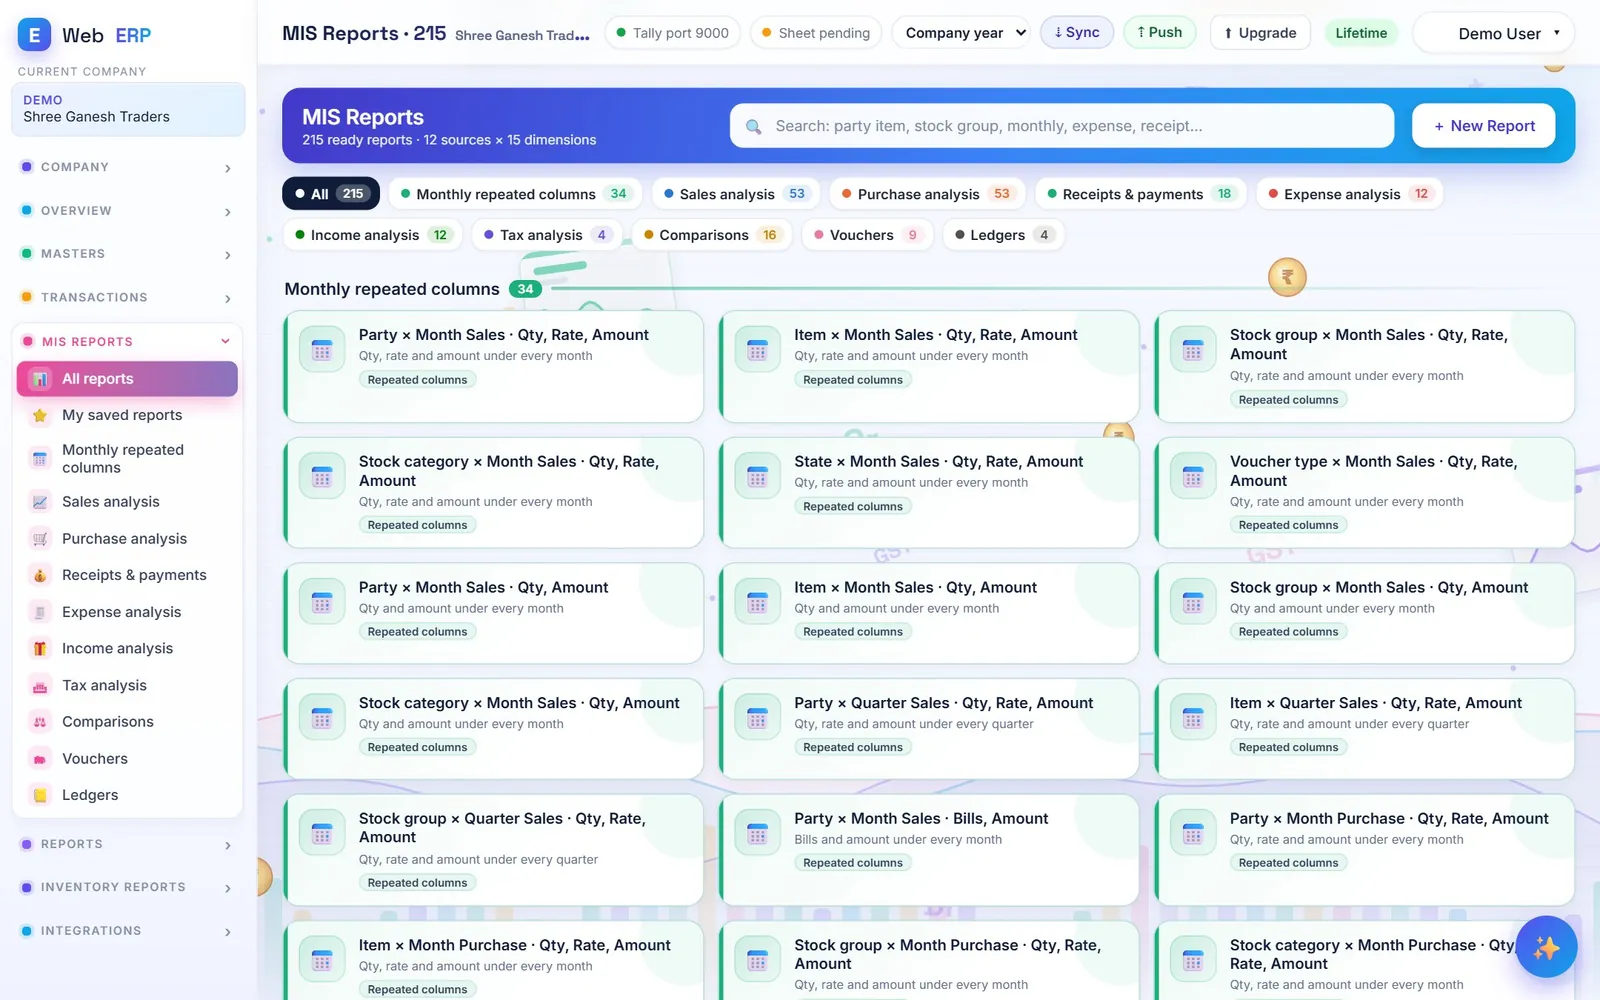 E Web ERP
CURRENT COMPANY
DEMO
Shree Ganesh Traders
COMPANY
OVERVIEW
MASTERS
TRANSACTIONS
MIS REPORTS
All reports
My saved reports
Monthly repeated
columns
Sales analysis
Purchase analysis
Receipts & payments
Expense analysis
Income analysis
Tax analysis
Comparisons
Vouchers
Ledgers
REPORTS
INVENTORY REPORTS
INTEGRATIONS
MIS Reports · 215 Shree Ganesh Trad... Tally port 9000 Sheet pending Company year ↓ Sync ↑ Push ⬆ Upgrade Lifetime Demo User
MIS Reports
215 ready reports · 12 sources × 15 dimensions
Search: party item, stock group, monthly, expense, receipt...
+ New Report
All 215 Monthly repeated columns 34 Sales analysis 53 Purchase analysis 53 Receipts & payments 18 Expense analysis 12
Income analysis 12 Tax analysis 4 Comparisons 16 Vouchers 9 Ledgers 4
Monthly repeated columns 34
₹
Party × Month Sales · Qty, Rate, Amount
Qty, rate and amount under every month
Repeated columns
Item × Month Sales · Qty, Rate, Amount
Qty, rate and amount under every month
Repeated columns
Stock group × Month Sales · Qty, Rate,
Amount
Qty, rate and amount under every month
Repeated columns
Stock category × Month Sales · Qty, Rate,
Amount
Qty, rate and amount under every month
Repeated columns
State × Month Sales · Qty, Rate, Amount
Qty, rate and amount under every month
Repeated columns
Voucher type × Month Sales · Qty, Rate,
Amount
Qty, rate and amount under every month
Repeated columns
Party × Month Sales · Qty, Amount
Qty and amount under every month
Repeated columns
Item × Month Sales · Qty, Amount
Qty and amount under every month
Repeated columns
Stock group × Month Sales · Qty, Amount
Qty and amount under every month
Repeated columns
Stock category × Month Sales · Qty, Amount
Qty and amount under every month
Repeated columns
Party × Quarter Sales · Qty, Rate, Amount
Qty, rate and amount under every quarter
Repeated columns
Item × Quarter Sales · Qty, Rate, Amount
Qty, rate and amount under every quarter
Repeated columns
Stock group × Quarter Sales · Qty, Rate,
Amount
Qty, rate and amount under every quarter
Repeated columns
Party × Month Sales · Bills, Amount
Bills and amount under every month
Repeated columns
Party × Month Purchase · Qty, Rate, Amount
Qty, rate and amount under every month
Repeated columns
Item × Month Purchase · Qty, Rate, Amount
Qty, rate and amount under every month
Repeated columns
Stock group × Month Purchase · Qty, Rate,
Amount
Qty, rate and amount under every month
Stock category × Month Purchase · Qty,
Rate, Amount
Qty, rate and amount under every month